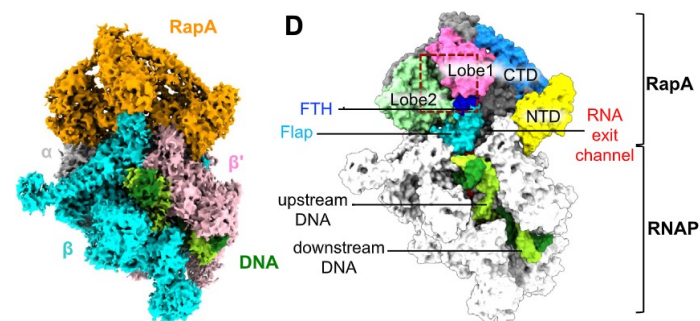 RapA
α
β'
β
DNA
D
Lobe1
CTD
Lobe2
NTD
FTH
Flap
RNA
exit
channel
upstream
DNA
downstream
DNA
RapA
RNAP